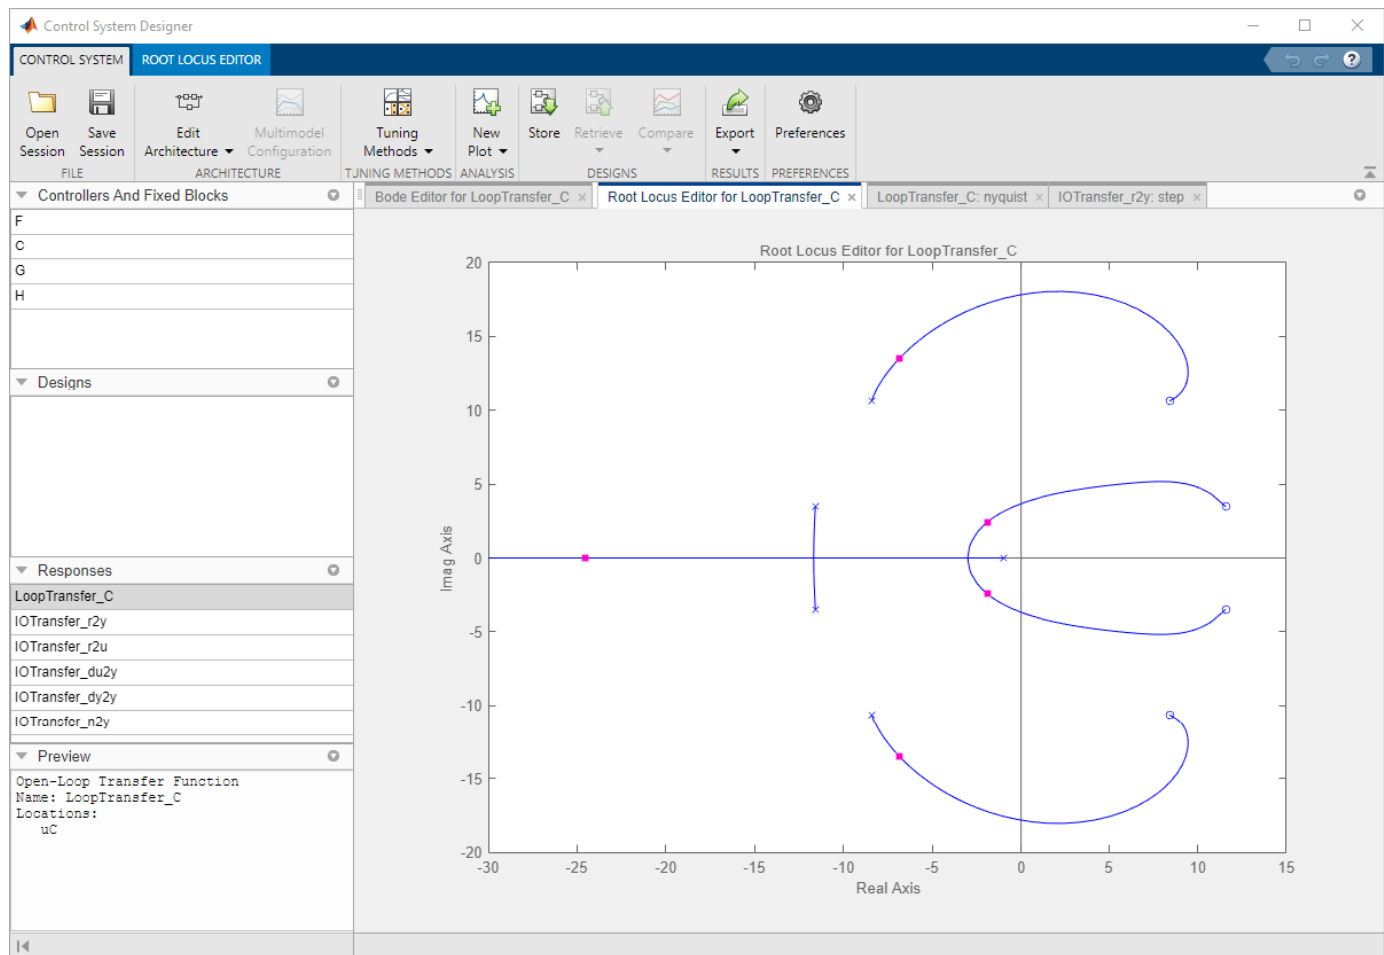 Control System Designer
CONTROL SYSTEM ROOT LOCUS EDITOR
?
Open Session
Save Session
Edit Architecture
Multimodel Configuration
Tuning Methods
New Plot
Store
Retrieve
Compare
Export
Preferences
FILE ARCHITECTURE TUNING METHODS ANALYSIS DESIGNS RESULTS PREFERENCES
Controllers And Fixed Blocks
F
C
G
H
Designs
Responses
LoopTransfer_C
IOTransfer_r2y
IOTransfer_r2u
IOTransfer_du2y
IOTransfer_dy2y
IOTransfer_n2y
Preview
Open-Loop Transfer Function
Name: LoopTransfer_C
Locations:
uC
Bode Editor for LoopTransfer_C × Root Locus Editor for LoopTransfer_C × LoopTransfer_C: nyquist × IOTransfer_r2y: step ×
Root Locus Editor for LoopTransfer_C
20
15
10
5
0
-5
-10
-15
-20
Imag Axis
-30 -25 -20 -15 -10 -5 0 5 10 15
Real Axis